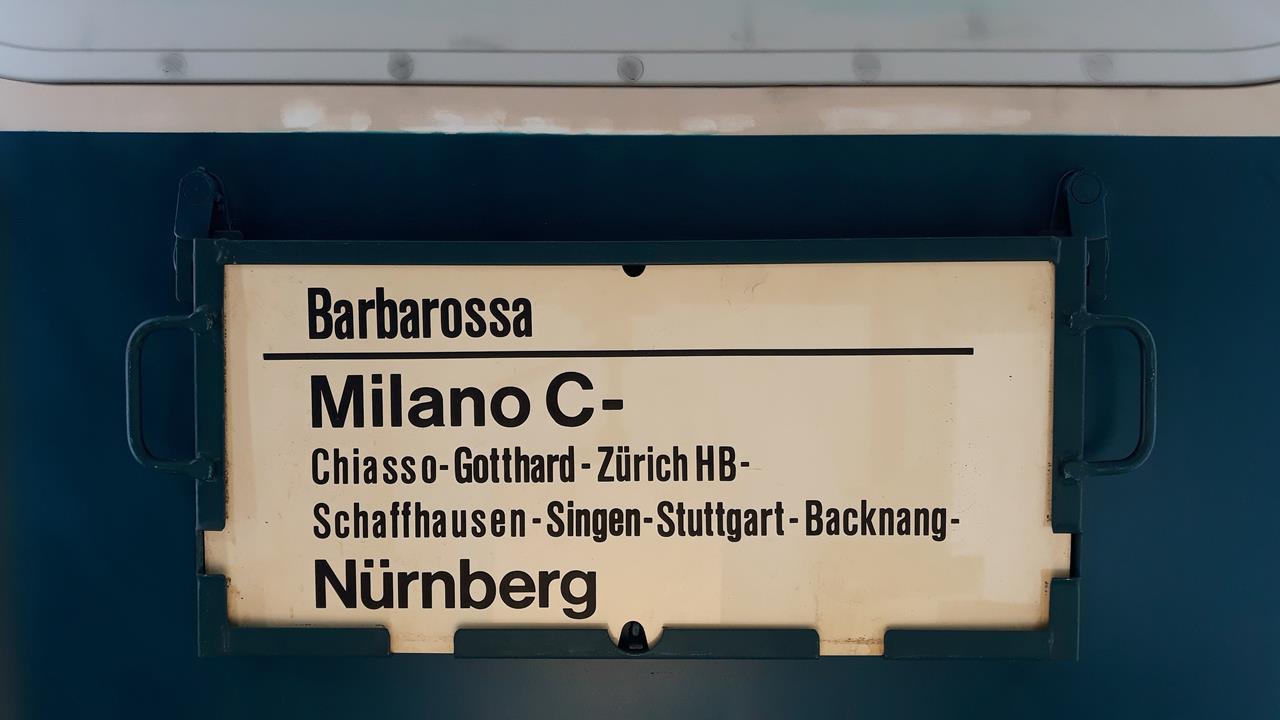 Barbarossa
Milano C-
Chiasso-Gotthard-Zürich HB-
Schaffhausen-Singen-Stuttgart-Backnang-
Nürnberg